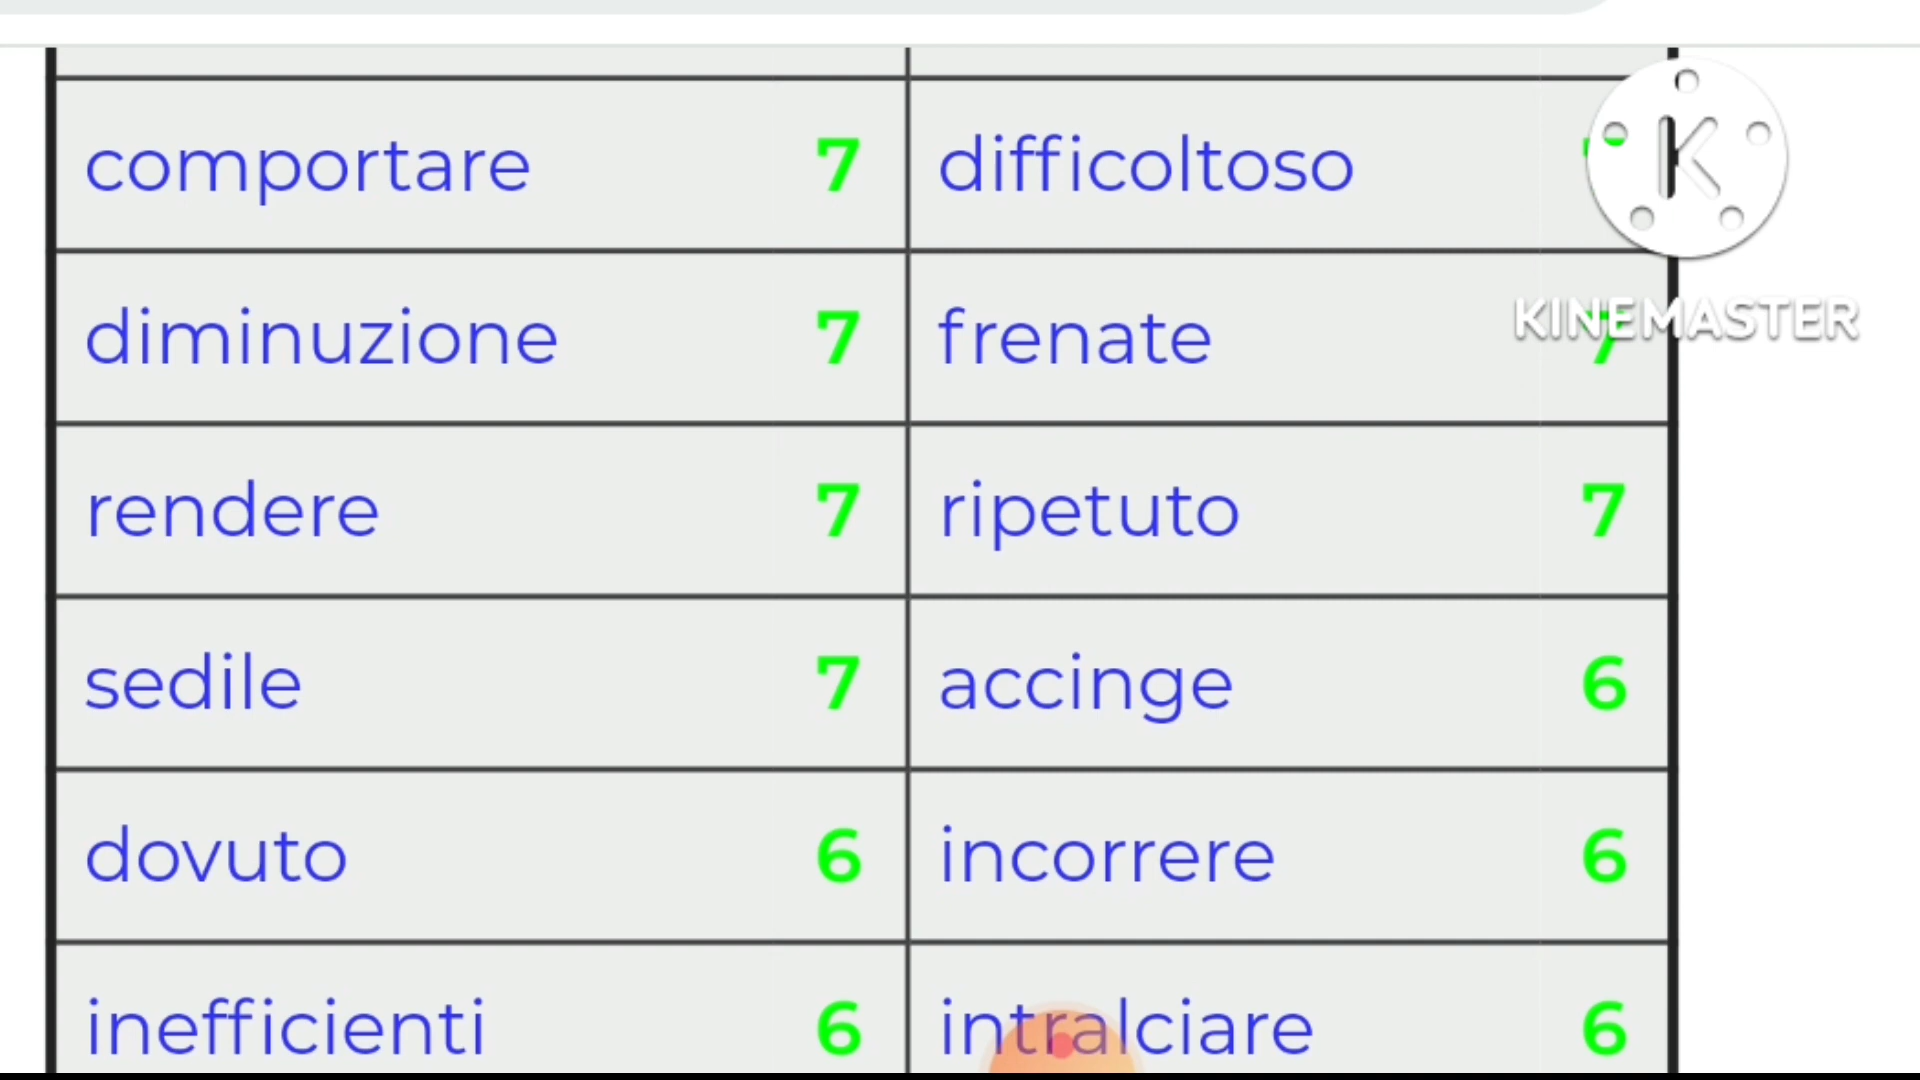 comportare 7 difficoltoso
diminuzione 7 frenate 7
KINEMASTER
rendere 7 ripetuto 7
sedile 7 accinge 6
dovuto 6 incorrere 6
inefficienti 6 intralciare 6